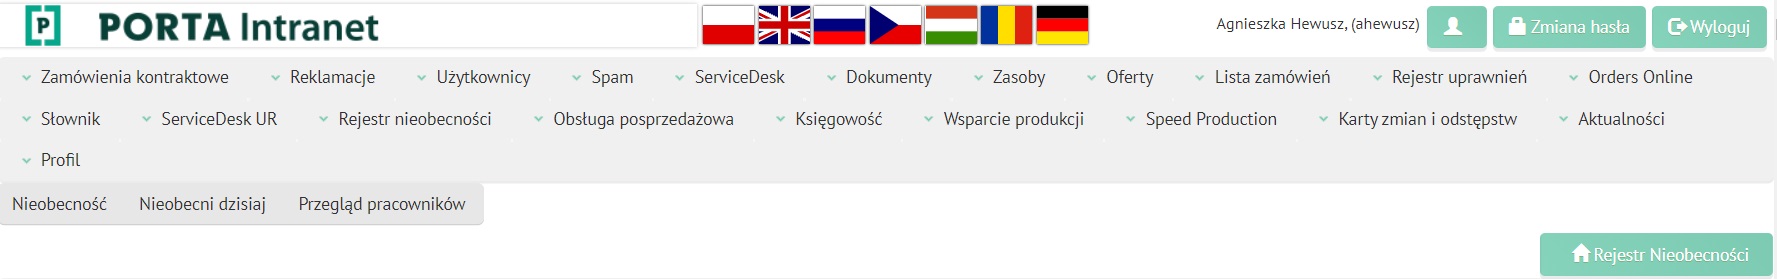 [P] PORTA Intranet Agnieszka Hewusz, (ahewusz) Zmiana hasła Wyloguj
Zamówienia kontraktowe Reklamacje Użytkownicy Spam ServiceDesk Dokumenty Zasoby Oferty Lista zamówień Rejestr uprawnień Orders Online
Słownik ServiceDesk UR Rejestr nieobecności Obsługa posprzedażowa Księgowość Wsparcie produkcji Speed Production Karty zmian i odstępstw Aktualności
Profil
Nieobecność Nieobecni dzisiaj Przegląd pracowników
Rejestr Nieobecności